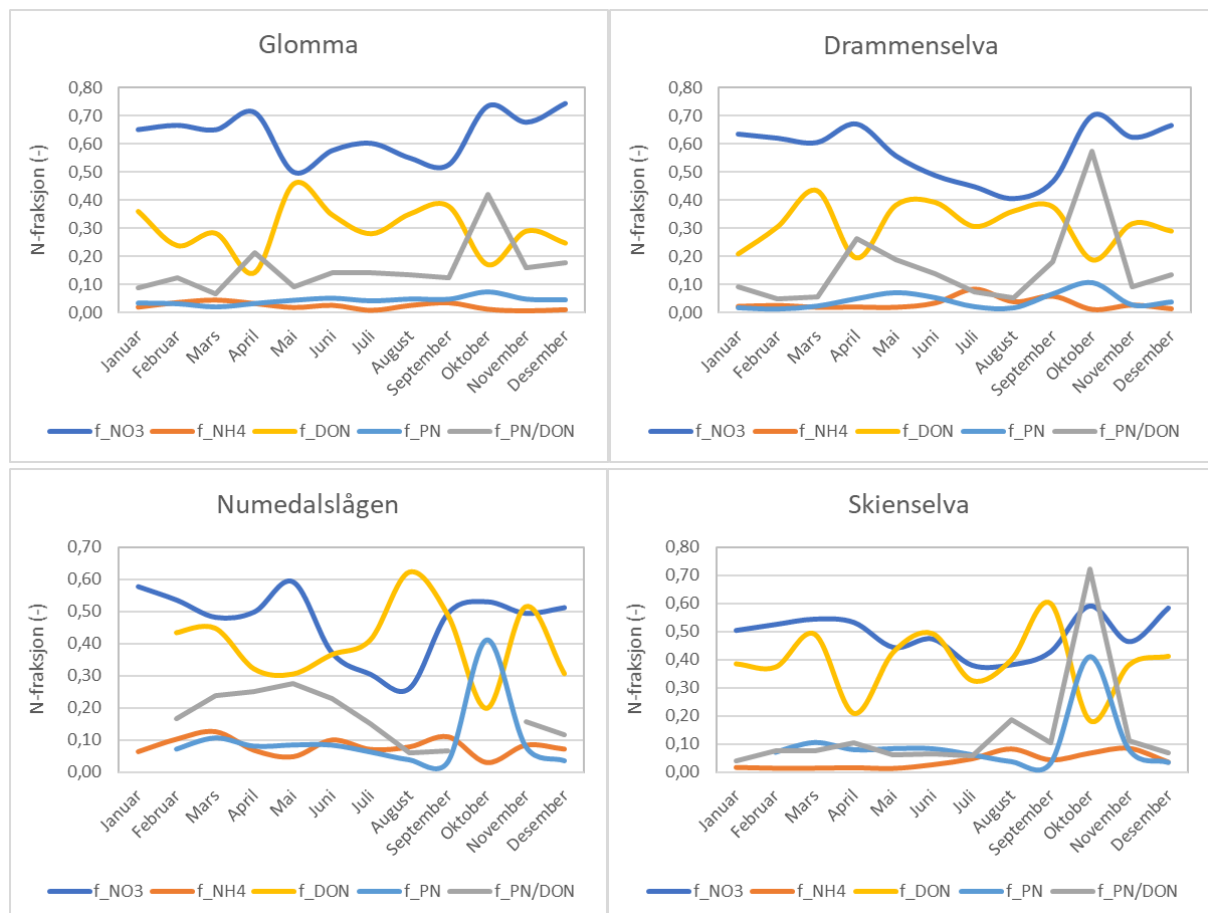 Glomma
N-fraksjon (-)
0,80
0,70
0,60
0,50
0,40
0,30
0,20
0,10
0,00
Januar
Februar
Mars
April
Mai
Juni
Juli
August
September
Oktober
November
Desember
f_NO3 f_NH4 f_DON f_PN f_PN/DON
Drammenselva
N-fraksjon (-)
0,80
0,70
0,60
0,50
0,40
0,30
0,20
0,10
0,00
Januar
Februar
Mars
April
Mai
Juni
Juli
August
September
Oktober
November
Desember
f_NO3 f_NH4 f_DON f_PN f_PN/DON
Numedalslågen
N-fraksjon (-)
0,70
0,60
0,50
0,40
0,30
0,20
0,10
0,00
Januar
Februar
Mars
April
Mai
Juni
Juli
August
September
Oktober
November
Desember
f_NO3 f_NH4 f_DON f_PN f_PN/DON
Skienselva
N-fraksjon (-)
0,80
0,70
0,60
0,50
0,40
0,30
0,20
0,10
0,00
Januar
Februar
Mars
April
Mai
Juni
Juli
August
September
Oktober
November
Desember
f_NO3 f_NH4 f_DON f_PN f_PN/DON